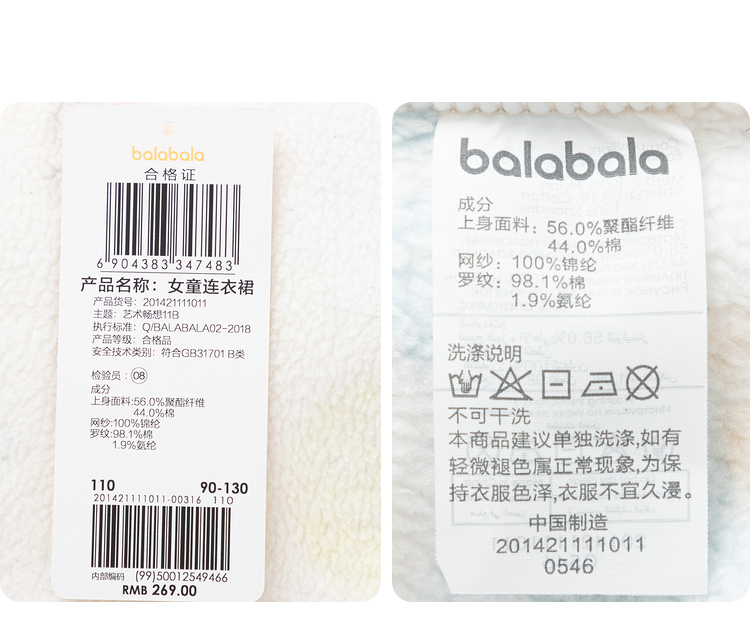 balabala
合格证
6 904383 347483
产品名称：女童连衣裙
产品货号：201421111011
主题：艺术畅想11B
执行标准：Q/BALABALA02-2018
产品等级：合格品
安全技术类别：符合GB31701 B类
检验员：08
成分
上身面料:56.0%聚酯纤维
44.0%棉
网纱:100%锦纶
罗纹:98.1%棉
1.9%氨纶
110 90-130
201421111011-00316 110
内部编码 (99)50012549466
RMB 269.00
balabala
成分
上身面料：56.0%聚酯纤维
44.0%棉
网纱：100%锦纶
罗纹：98.1%棉
1.9%氨纶
洗涤说明
不可干洗
本商品建议单独洗涤,如有
轻微褪色属正常现象,为保
持衣服色泽,衣服不宜久漫。
中国制造
201421111011
0546